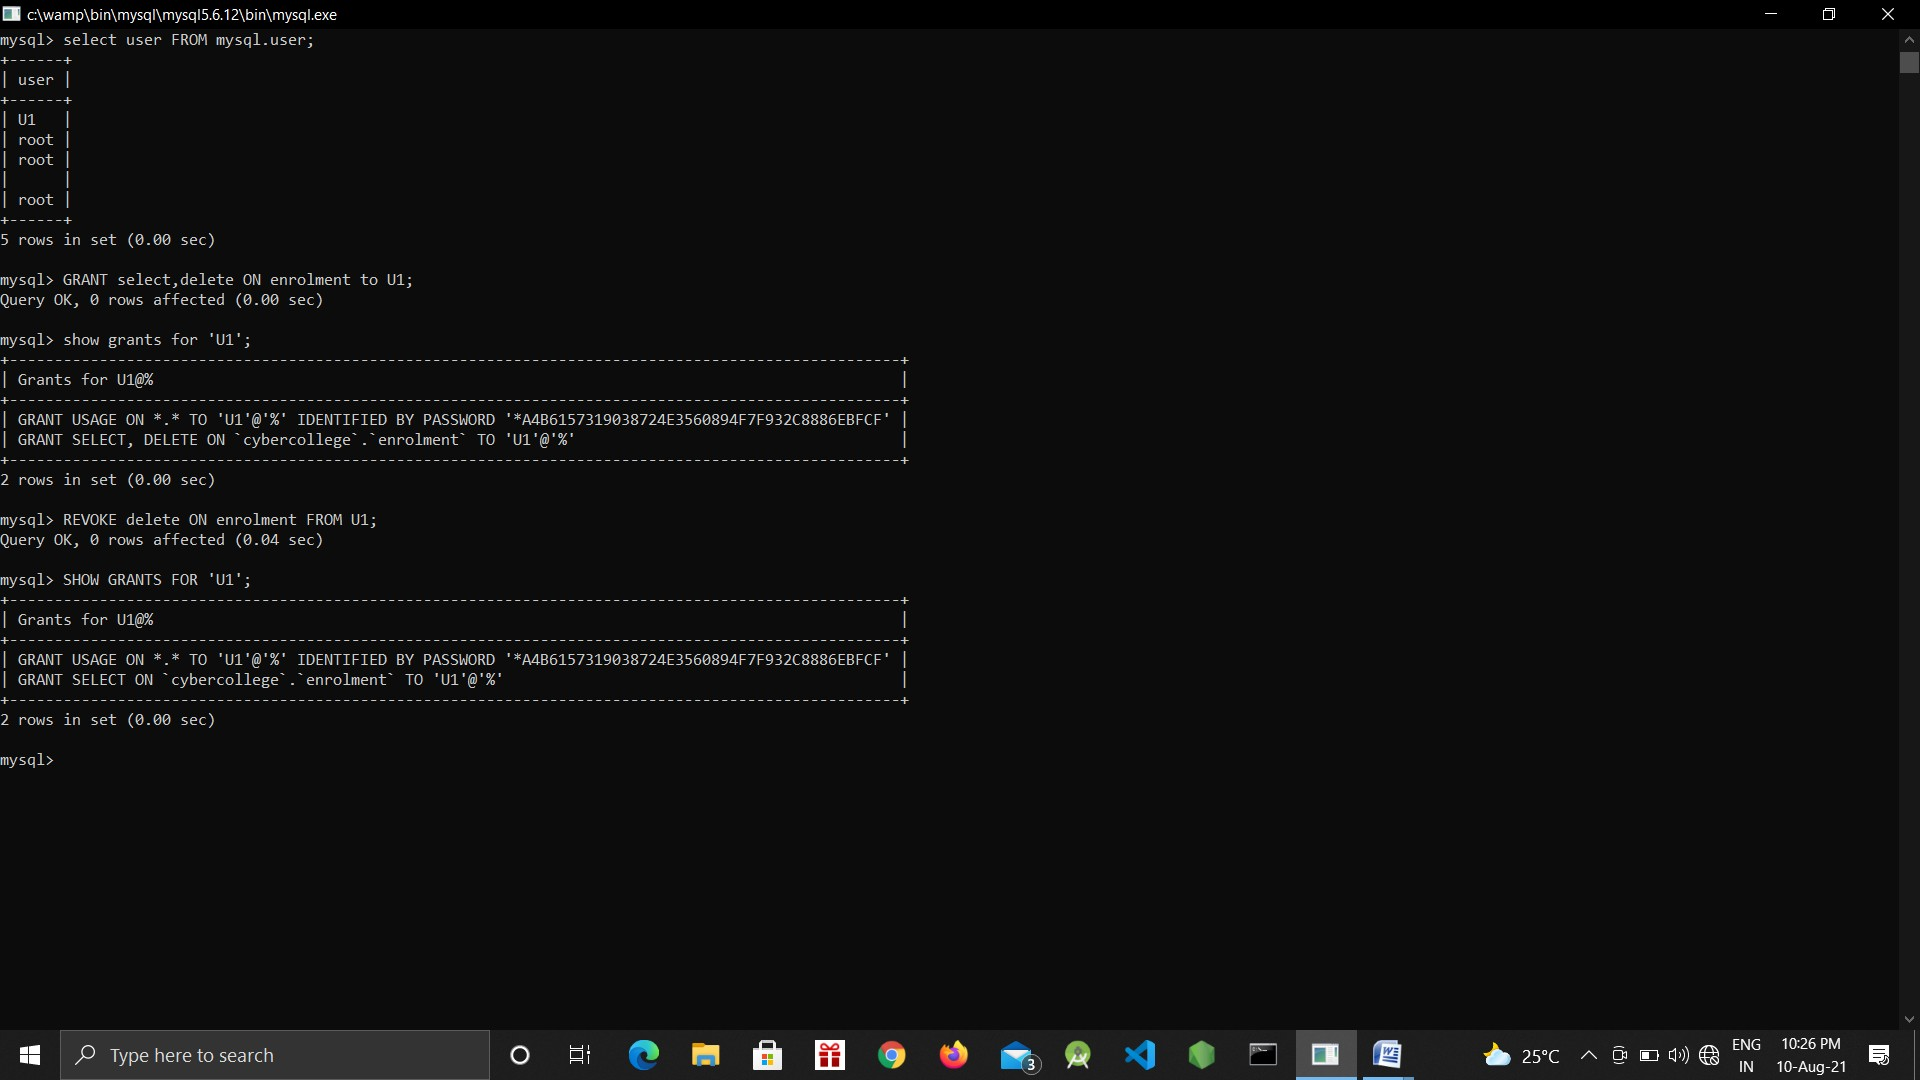 c:\wamp\bin\mysql\mysql5.6.12\bin\mysql.exe
mysql> select user FROM mysql.user;
+------+
| user |
+------+
| U1   |
| root |
| root |
|      |
| root |
+------+
5 rows in set (0.00 sec)
mysql> GRANT select,delete ON enrolment to U1;
Query OK, 0 rows affected (0.00 sec)
mysql> show grants for 'U1';
+---------------------------------------------------------------------------------------------------+
| Grants for U1@%                                                                                   |
+---------------------------------------------------------------------------------------------------+
| GRANT USAGE ON *.* TO 'U1'@'%' IDENTIFIED BY PASSWORD '*A4B6157319038724E3560894F7F932C8886EBFCF' |
| GRANT SELECT, DELETE ON `cybercollege`.`enrolment` TO 'U1'@'%'                                    |
+---------------------------------------------------------------------------------------------------+
2 rows in set (0.00 sec)
mysql> REVOKE delete ON enrolment FROM U1;
Query OK, 0 rows affected (0.04 sec)
mysql> SHOW GRANTS FOR 'U1';
+---------------------------------------------------------------------------------------------------+
| Grants for U1@%                                                                                   |
+---------------------------------------------------------------------------------------------------+
| GRANT USAGE ON *.* TO 'U1'@'%' IDENTIFIED BY PASSWORD '*A4B6157319038724E3560894F7F932C8886EBFCF' |
| GRANT SELECT ON `cybercollege`.`enrolment` TO 'U1'@'%'                                            |
+---------------------------------------------------------------------------------------------------+
2 rows in set (0.00 sec)
mysql>
Type here to search
3
25°C
ENG
IN
10:26 PM
10-Aug-21